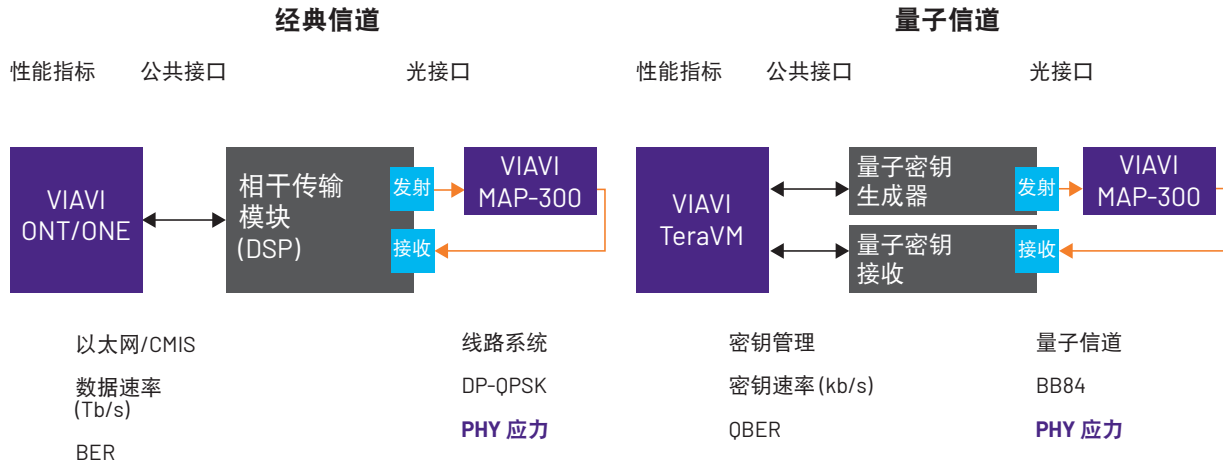 经典信道
性能指标
公共接口
光接口
VIAVI
ONT/ONE
相干传输
模块
(DSP)
发射
接收
VIAVI
MAP-300
以太网/CMIS
数据速率
(Tb/s)
BER
线路系统
DP-QPSK
PHY 应力
量子信道
性能指标
公共接口
光接口
VIAVI
TeraVM
量子密钥
生成器
发射
量子密钥
接收
接收
VIAVI
MAP-300
密钥管理
密钥速率 (kb/s)
QBER
量子信道
BB84
PHY 应力